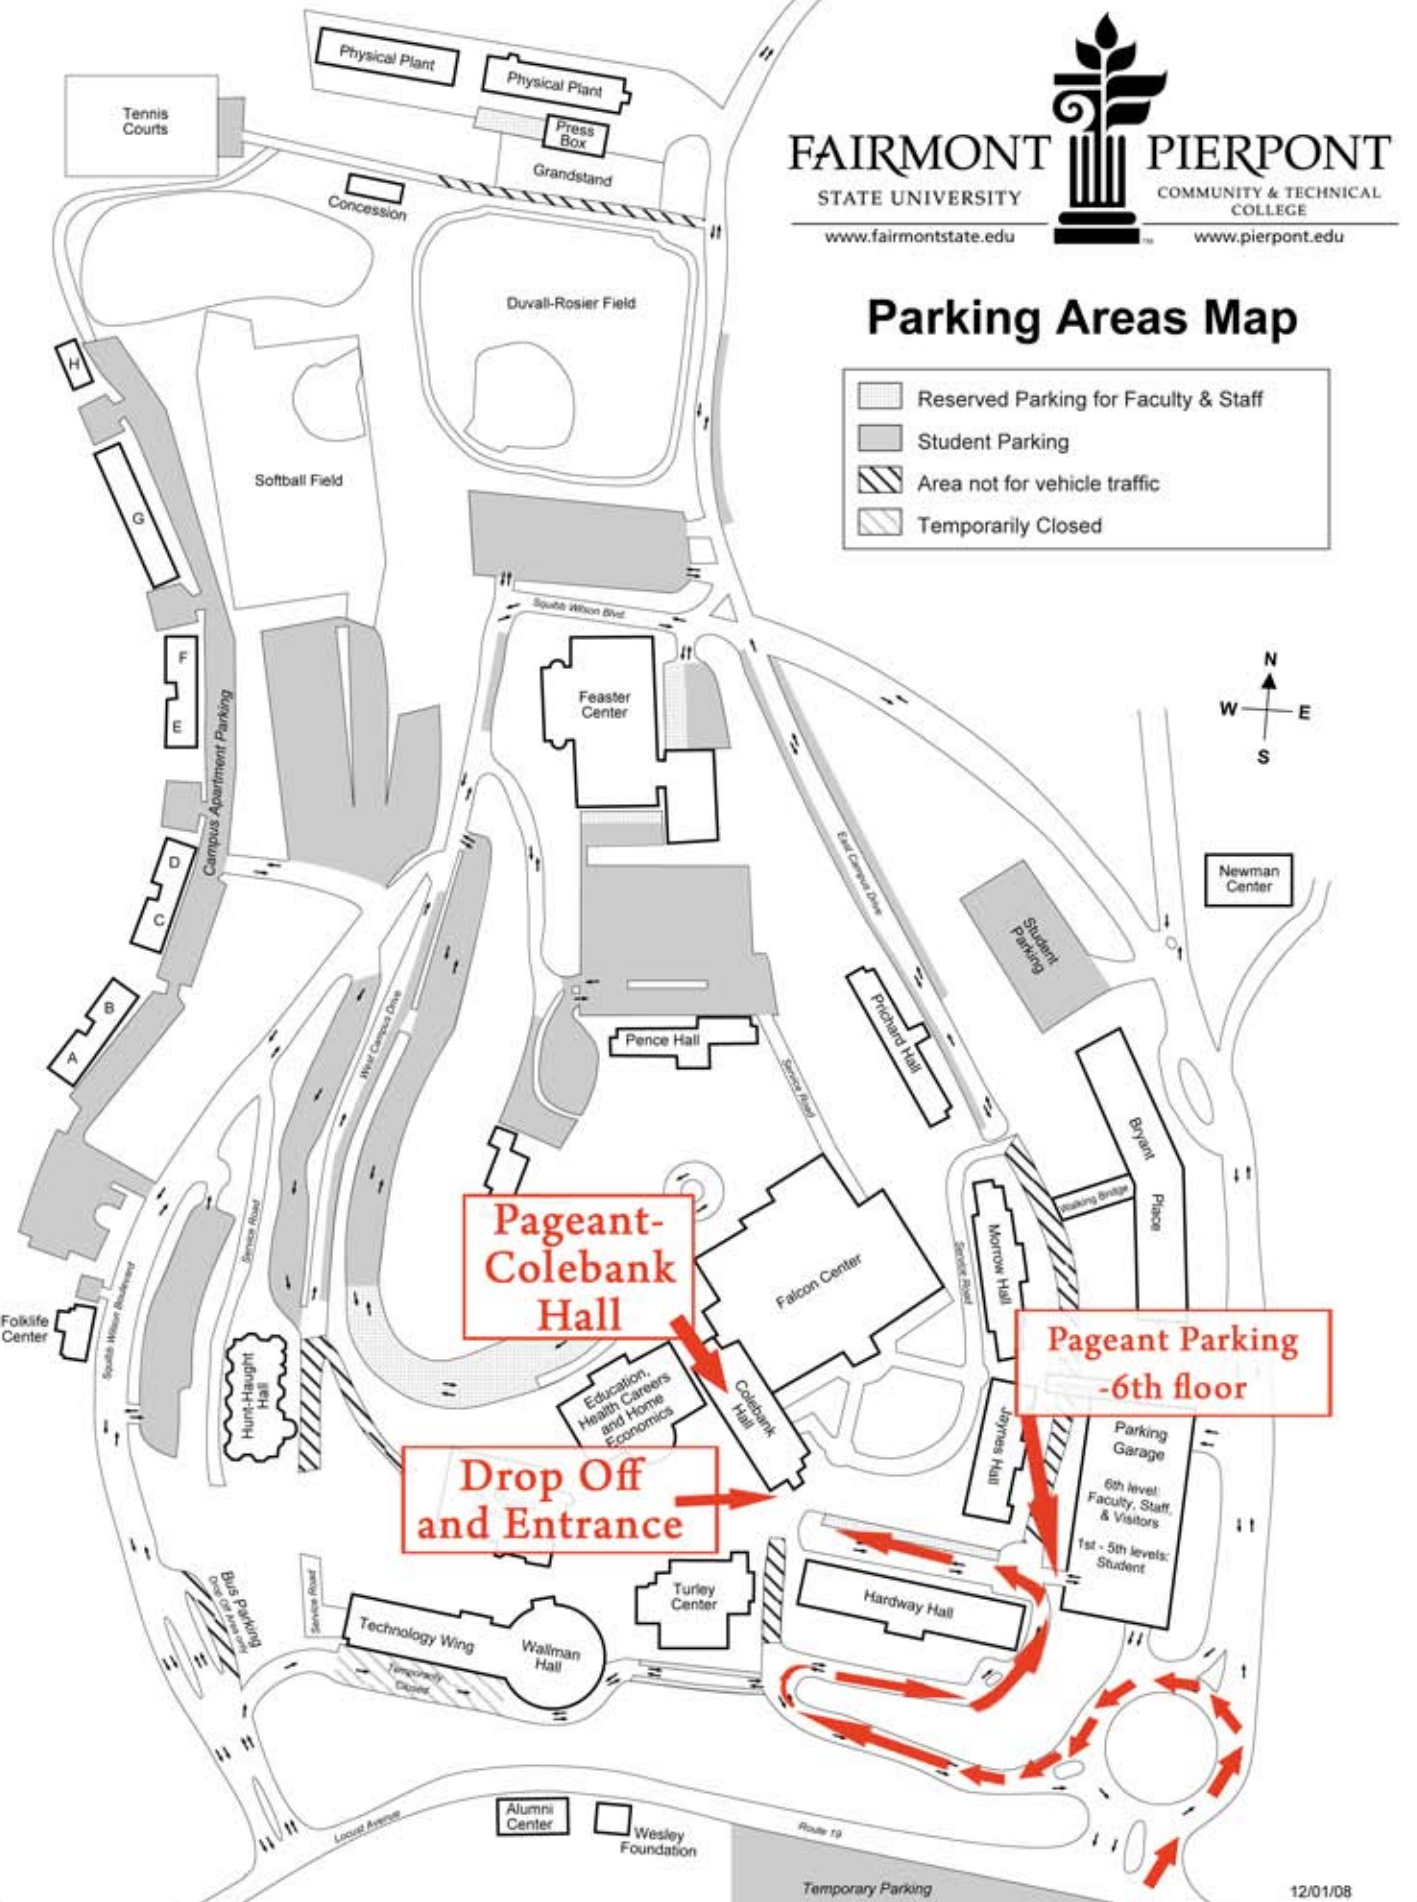 Physical Plant
Physical Plant
Tennis
Courts
Press
Box
Grandstand
Concession
FAIRMONT
STATE UNIVERSITY
www.fairmontstate.edu
PIERPONT
COMMUNITY & TECHNICAL
COLLEGE
www.pierpont.edu
TM
Parking Areas Map
Reserved Parking for Faculty & Staff
Student Parking
Area not for vehicle traffic
Temporarily Closed
Duvall-Rosier Field
H
Softball Field
G
Squibb Wilson Blvd.
F
E
Feaster
Center
N
W
E
S
Campus Apartment Parking
East Campus Drive
D
C
Newman
Center
Student
Parking
B
A
West Campus Drive
Pence Hall
Prichard Hall
Service Road
Bryant
Place
Walking Bridge
Service Road
Morrow Hall
Service Road
Falcon Center
Pageant-
Colebank
Hall
Folklife
Center
Squibb Wilson Boulevard
Hunt-Haught
Hall
Pageant Parking
-6th floor
Education,
Health Careers
and Home
Economics
Colebank
Hall
Jaynes Hall
Parking
Garage
6th level:
Faculty, Staff,
& Visitors
1st - 5th levels:
Student
Drop Off
and Entrance
Bus Parking
Drop Off Area only
Service Road
Technology Wing
Wallman
Hall
Temporarily
Closed
Turley
Center
Hardway Hall
Locust Avenue
Alumni
Center
Wesley
Foundation
Route 19
Temporary Parking
12/01/08